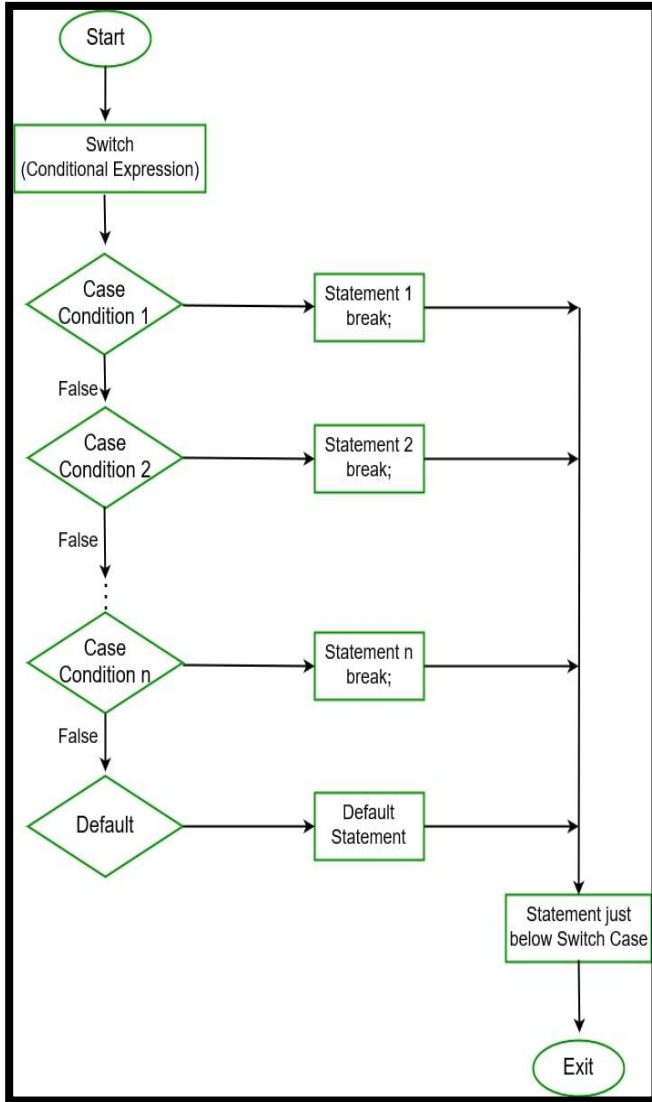 Start
Switch
(Conditional Expression)
Case
Condition 1
Statement 1
break;
False
Case
Condition 2
Statement 2
break;
False
Case
Condition n
Statement n
break;
False
Default
Default
Statement
Statement just
below Switch Case
Exit